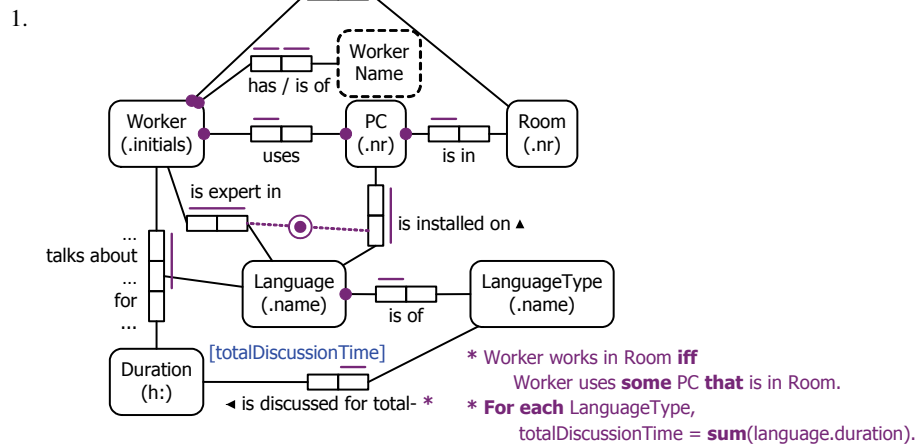 1.
Worker
Name
has / is of
Worker
(.initials)
PC
(.nr)
Room
(.nr)
uses
is in
is expert in
is installed on ▲
...
talks about
...
for
...
Language
(.name)
LanguageType
(.name)
is of
[totalDiscussionTime]
Duration
(h:)
◄ is discussed for total- *
* Worker works in Room iff
Worker uses some PC that is in Room.
* For each LanguageType,
totalDiscussionTime = sum(language.duration).